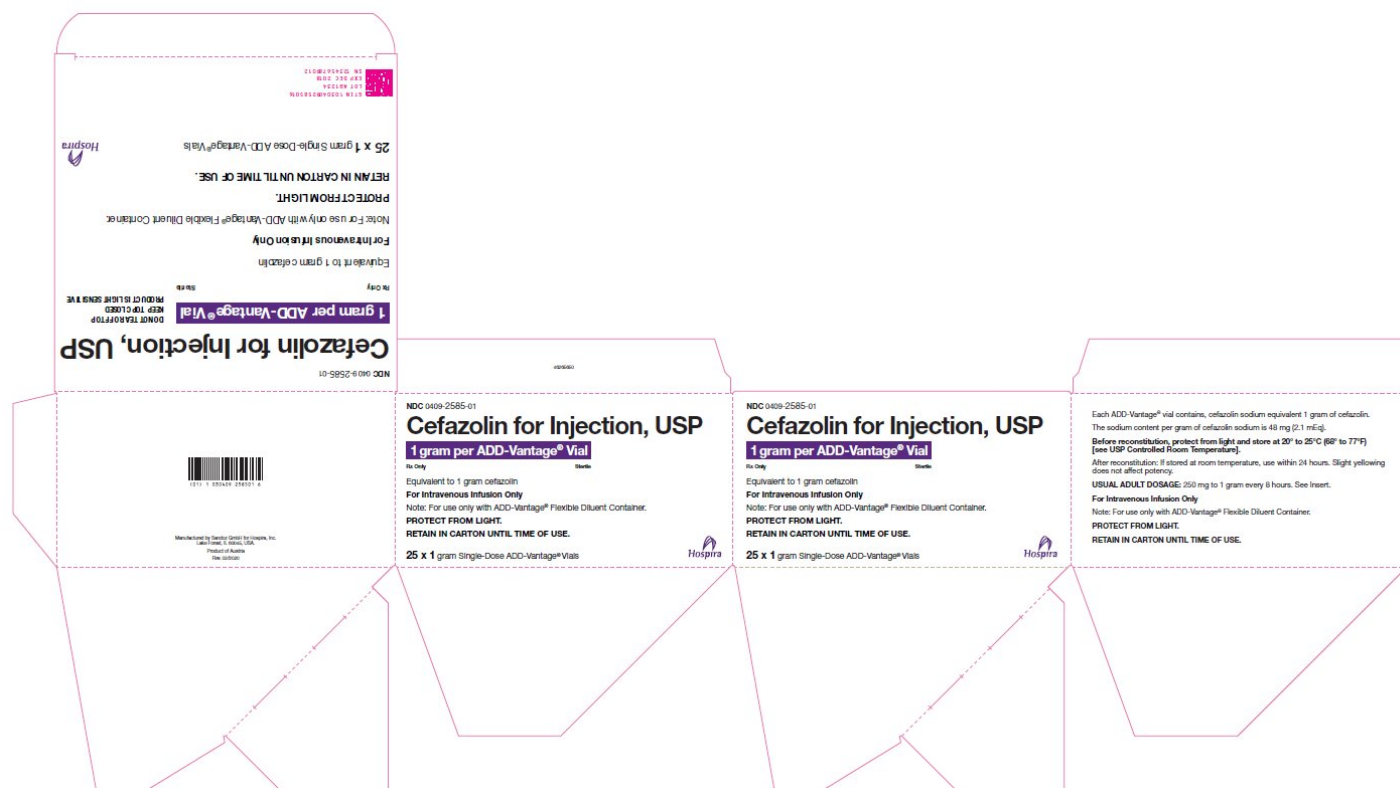 GTIN 10304092585016
LOT AB1234
EXP DEC 2018
SN 123456789012
25 x 1 gram Single-Dose ADD-Vantage® Vials
Hospira
RETAIN IN CARTON UNTIL TIME OF USE.
PROTECT FROM LIGHT.
Note: For use only with ADD-Vantage® Flexible Diluent Container.
For Intravenous Infusion Only
Equivalent to 1 gram cefazolin
Rx Only Sterile
1 gram per ADD-Vantage® Vial
DO NOT TEAR OFF TOP
KEEP TOP CLOSED
PRODUCT IS LIGHT SENSITIVE
Cefazolin for Injection, USP
NDC 0409-2585-01
(01) 1 030409 258501 6
Manufactured by Sandoz GmbH for Hospira, Inc.
Lake Forest, IL 60045, USA.
Product of Austria
NDC 0409-2585-01
Cefazolin for Injection, USP
1 gram per ADD-Vantage® Vial
Rx Only Sterile
Equivalent to 1 gram cefazolin
For Intravenous Infusion Only
Note: For use only with ADD-Vantage® Flexible Diluent Container.
PROTECT FROM LIGHT.
RETAIN IN CARTON UNTIL TIME OF USE.
25 x 1 gram Single-Dose ADD-Vantage® Vials
Hospira
NDC 0409-2585-01
Cefazolin for Injection, USP
1 gram per ADD-Vantage® Vial
Rx Only Sterile
Equivalent to 1 gram cefazolin
For Intravenous Infusion Only
Note: For use only with ADD-Vantage® Flexible Diluent Container.
PROTECT FROM LIGHT.
RETAIN IN CARTON UNTIL TIME OF USE.
25 x 1 gram Single-Dose ADD-Vantage® Vials
Hospira
Each ADD-Vantage® vial contains, cefazolin sodium equivalent 1 gram of cefazolin.
The sodium content per gram of cefazolin sodium is 48 mg (2.1 mEq).
Before reconstitution, protect from light and store at 20° to 25°C (68° to 77°F)
[see USP Controlled Room Temperature].
After reconstitution: If stored at room temperature, use within 24 hours. Slight yellowing
does not affect potency.
USUAL ADULT DOSAGE: 250 mg to 1 gram every 8 hours. See Insert.
For Intravenous Infusion Only
Note: For use only with ADD-Vantage® Flexible Diluent Container.
PROTECT FROM LIGHT.
RETAIN IN CARTON UNTIL TIME OF USE.